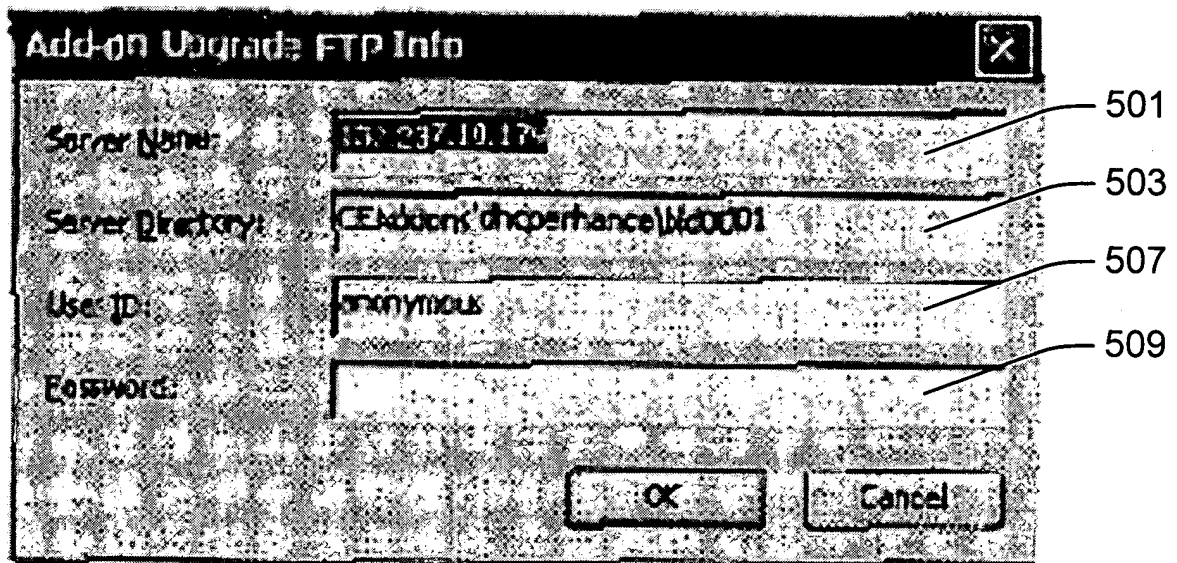 Add-on Upgrade FTP Info
Server Name:
501
Server Directory:
503
User ID:
anonymous
507
Password:
509
OK
Cancel